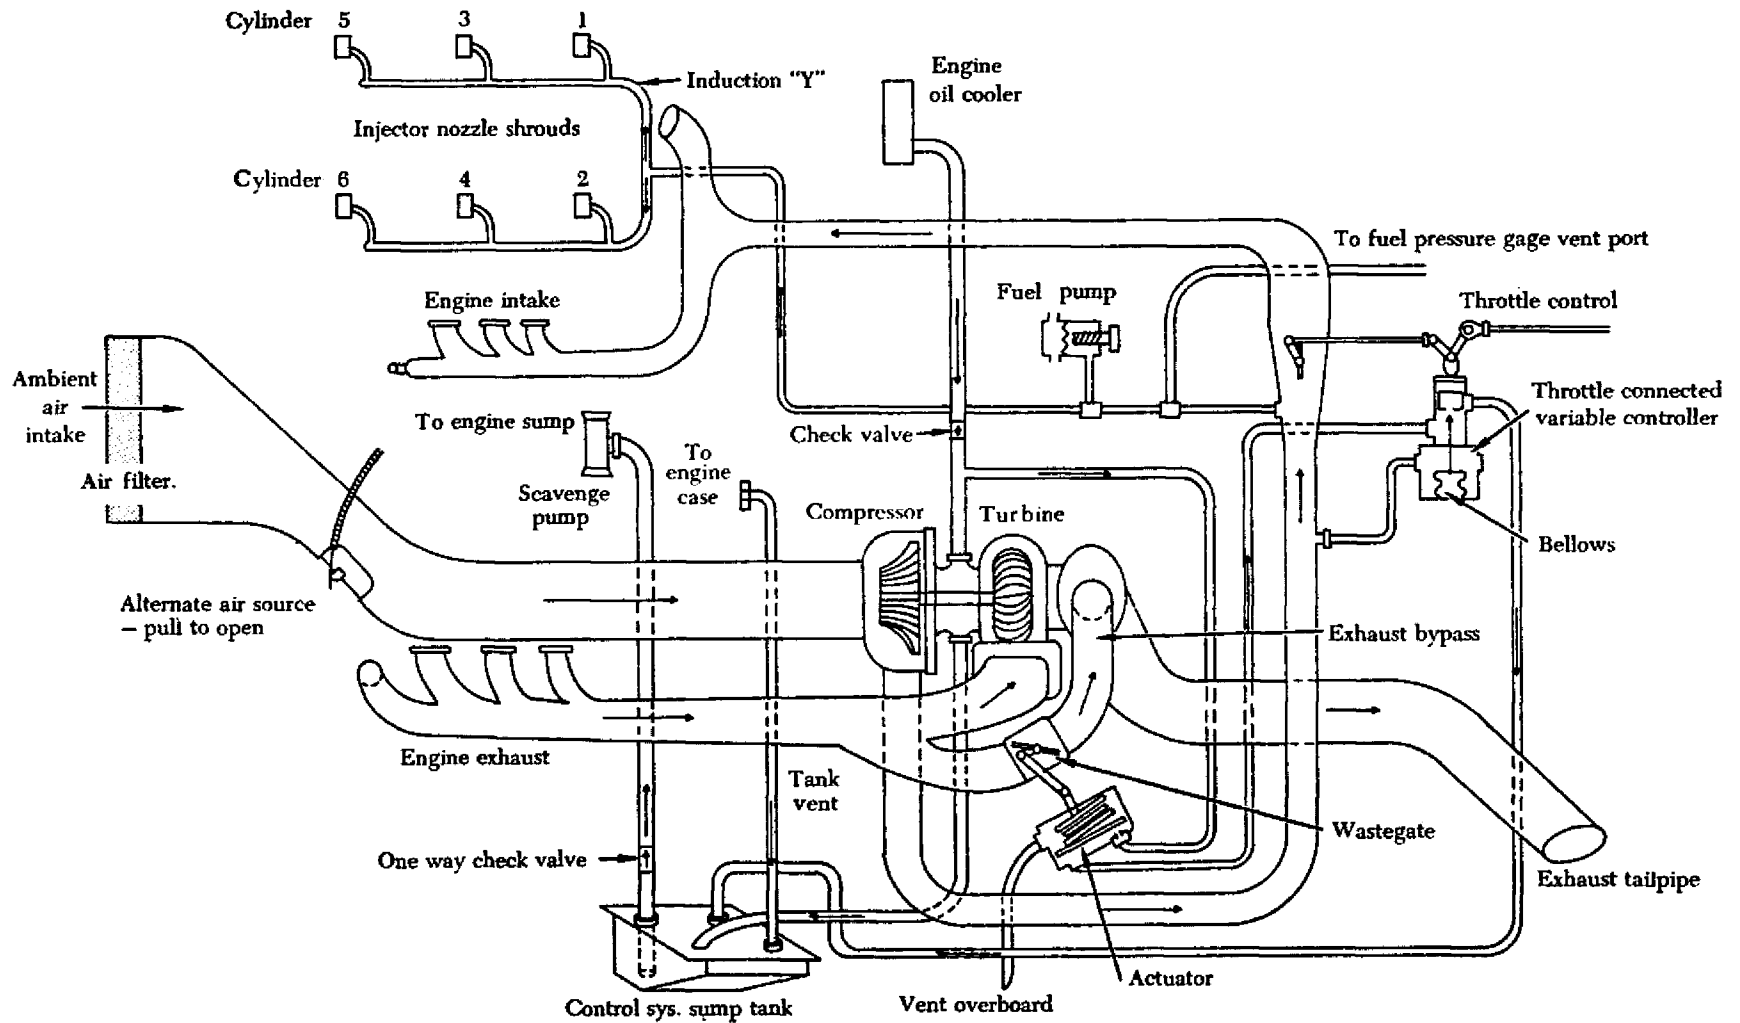 Cylinder 5 3 1
Induction "Y"
Engine
oil cooler
Injector nozzle shrouds
Cylinder 6 4 2
To fuel pressure gage vent port
Engine intake
Fuel pump
Throttle control
Ambient
air
intake
Throttle connected
variable controller
To engine sump
Check valve
To
engine
case
Air filter.
Scavenge
pump
Compressor
Turbine
Bellows
Alternate air source
– pull to open
Exhaust bypass
Engine exhaust
Tank
vent
Wastegate
One way check valve
Exhaust tailpipe
Actuator
Control sys. sump tank
Vent overboard